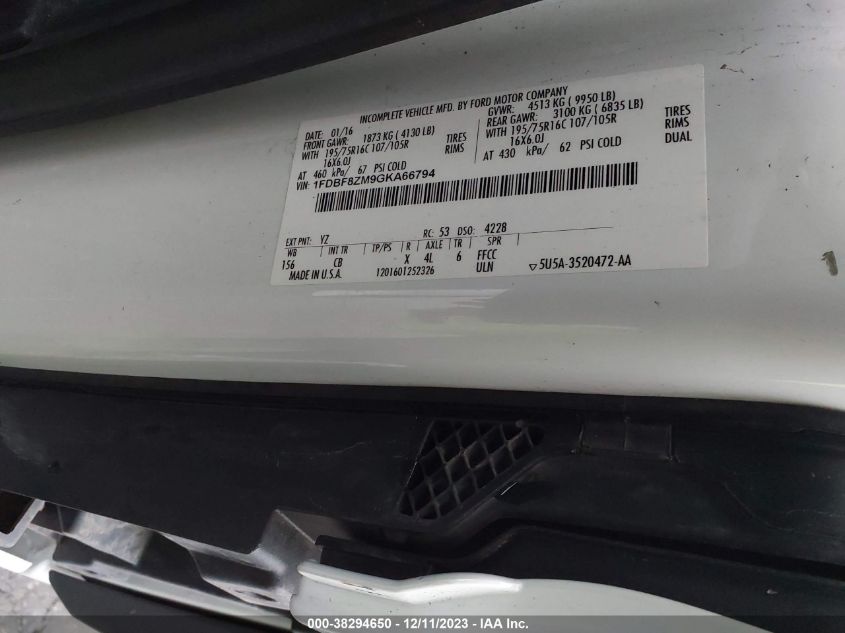 INCOMPLETE VEHICLE MFD. BY FORD MOTOR COMPANY
DATE: 01/16 GVWR: 4513 KG ( 9950 LB)
FRONT GAWR: 1873 KG ( 4130 LB) REAR GAWR: 3100 KG ( 6835 LB)
WITH 195/75R16C 107/105R TIRES WITH 195/75R16C 107/105R TIRES
16X6.0J RIMS 16X6.0J RIMS
AT 460 kPa/ 67 PSI COLD AT 430 kPa/ 62 PSI COLD DUAL
VIN: 1FDBF8ZM9GKA66794
EXT PNT: YZ RC: 53 DSO: 4228
WB INT TR TP/PS R AXLE TR SPR
156 CB X 4L 6 FFCC
MADE IN U.S.A. 120160T252326 ULN ▽5U5A-3520472-AA
000-38294650 - 12/11/2023 - IAA Inc.